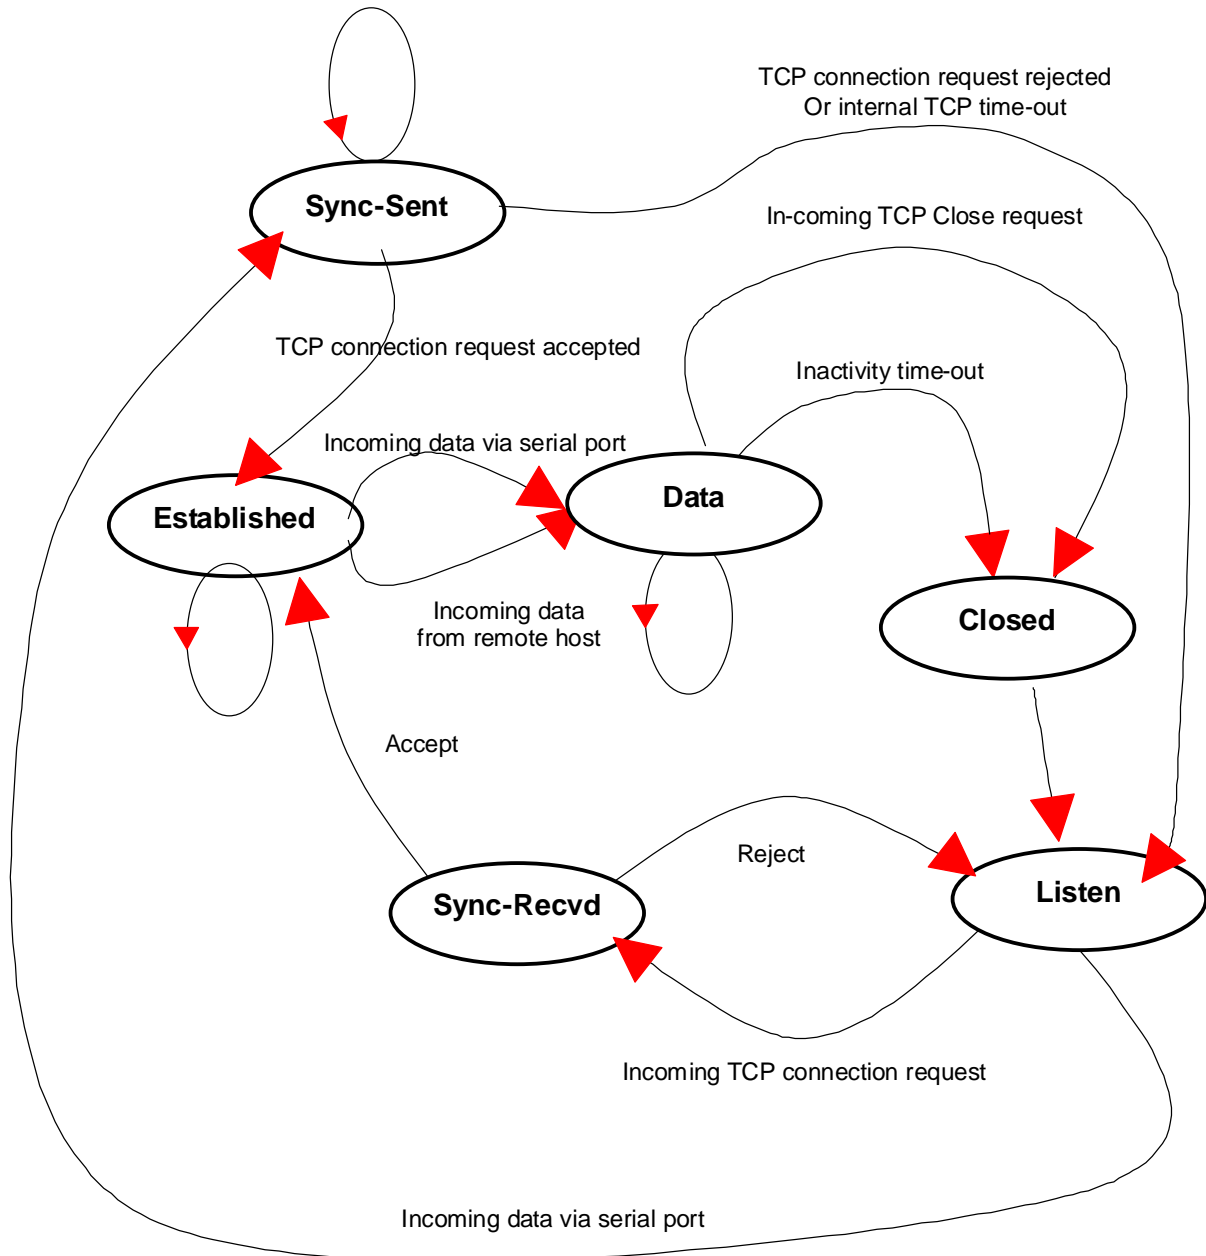 TCP connection request rejected
Or internal TCP time-out
Sync-Sent
In-coming TCP Close request
TCP connection request accepted
Inactivity time-out
Incoming data via serial port
Data
Established
Incoming data
from remote host
Closed
Accept
Reject
Listen
Sync-Recvd
Incoming TCP connection request
Incoming data via serial port